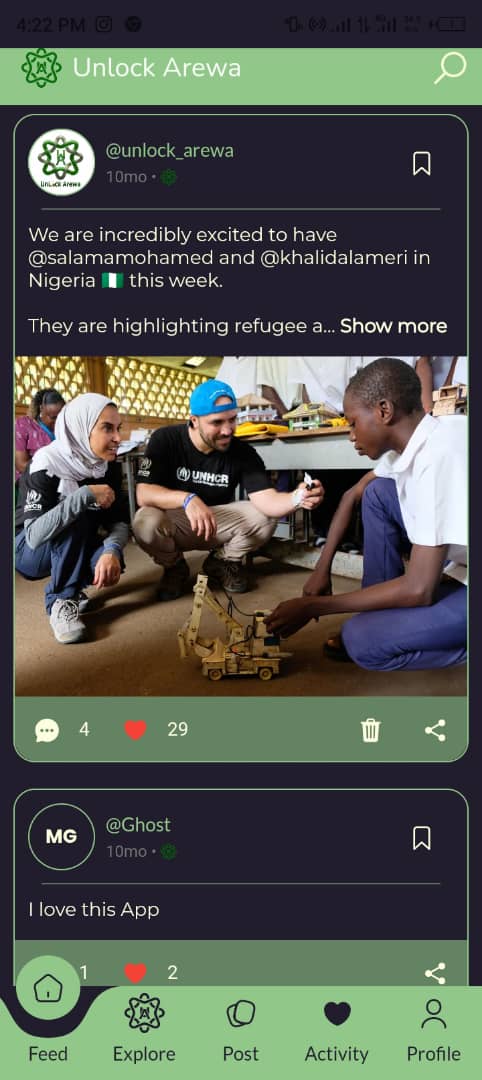 4:22 PM
Unlock Arewa
UnLock Arewa
@unlock_arewa
10mo •
We are incredibly excited to have
@salamamohamed and @khalidalameri in
Nigeria 🇳🇬 this week.
They are highlighting refugee a... Show more
UNHCR
4
29
MG
@Ghost
10mo •
I love this App
1
2
Feed
Explore
Post
Activity
Profile